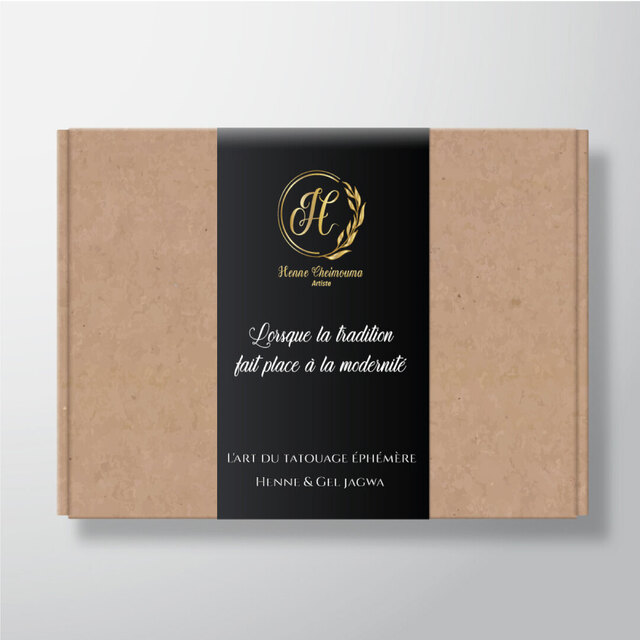 H
Henne Cheimouma
Artiste
Lorsque la tradition
fait place à la modernité
L'art du tatouage éphémère
Henne & Gel jagwa